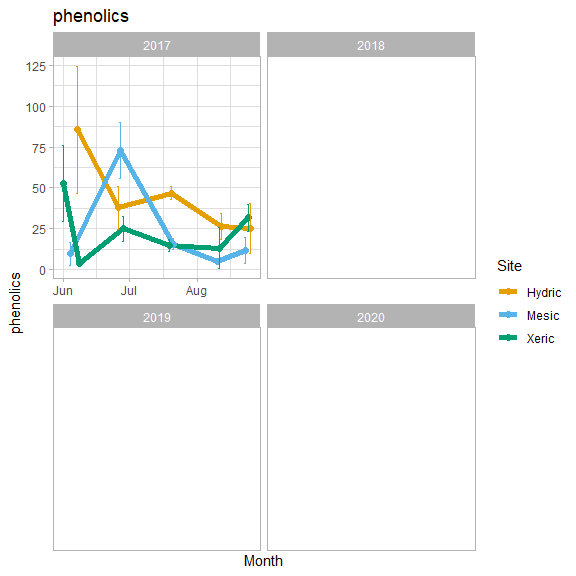 phenolics
2017
2018
125
100
75
50
25
0
phenolics
Jun
Jul
Aug
2019
2020
Month
Site
Hydric
Mesic
Xeric